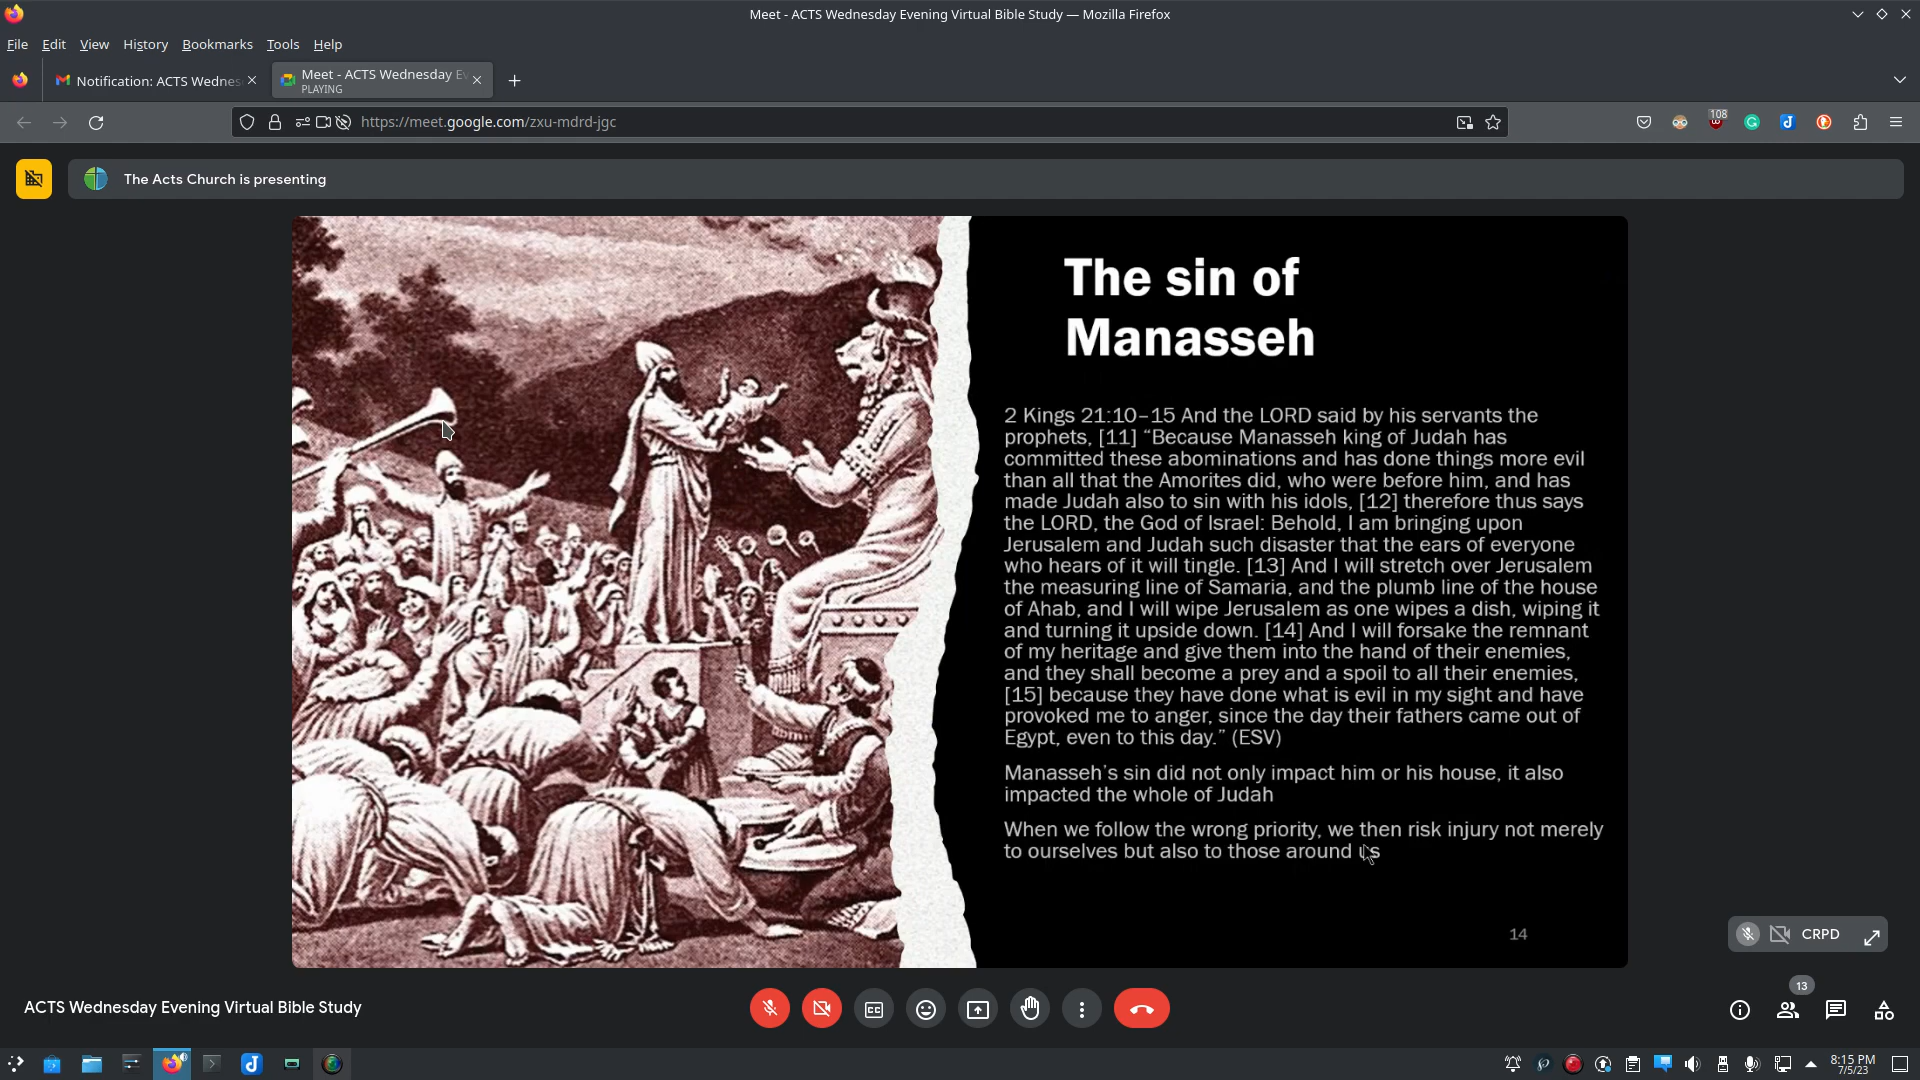 Meet - ACTS Wednesday Evening Virtual Bible Study — Mozilla Firefox
File Edit View History Bookmarks Tools Help
Notification: ACTS Wednes
Meet - ACTS Wednesday Ev
PLAYING
https://meet.google.com/zxu-mdrd-jgc
108
The Acts Church is presenting
The sin of
Manasseh
2 Kings 21:10–15 And the LORD said by his servants the
prophets, [11] “Because Manasseh king of Judah has
committed these abominations and has done things more evil
than all that the Amorites did, who were before him, and has
made Judah also to sin with his idols, [12] therefore thus says
the LORD, the God of Israel: Behold, I am bringing upon
Jerusalem and Judah such disaster that the ears of everyone
who hears of it will tingle. [13] And I will stretch over Jerusalem
the measuring line of Samaria, and the plumb line of the house
of Ahab, and I will wipe Jerusalem as one wipes a dish, wiping it
and turning it upside down. [14] And I will forsake the remnant
of my heritage and give them into the hand of their enemies,
and they shall become a prey and a spoil to all their enemies,
[15] because they have done what is evil in my sight and have
provoked me to anger, since the day their fathers came out of
Egypt, even to this day.” (ESV)
Manasseh’s sin did not only impact him or his house, it also
impacted the whole of Judah
When we follow the wrong priority, we then risk injury not merely
to ourselves but also to those around us
14
CRPD
13
ACTS Wednesday Evening Virtual Bible Study
8:15 PM
7/5/23